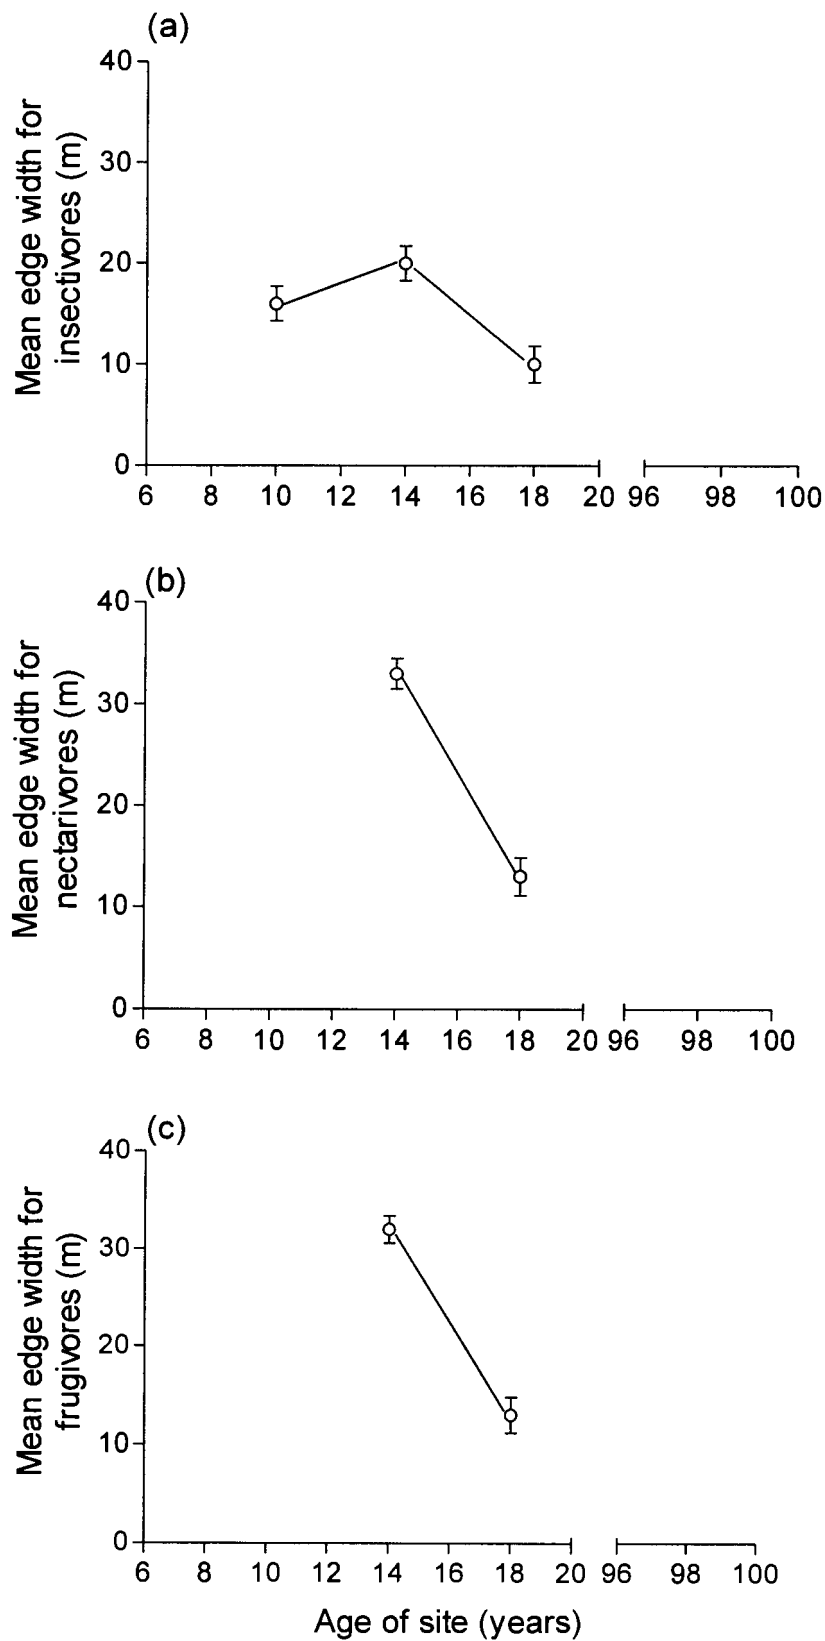 (a)
Mean edge width for
insectivores (m)
40
30
20
10
0
6 8 10 12 14 16 18 20 96 98 100
(b)
Mean edge width for
nectarivores (m)
40
30
20
10
0
6 8 10 12 14 16 18 20 96 98 100
(c)
Mean edge width for
frugivores (m)
40
30
20
10
0
6 8 10 12 14 16 18 20 96 98 100
Age of site (years)